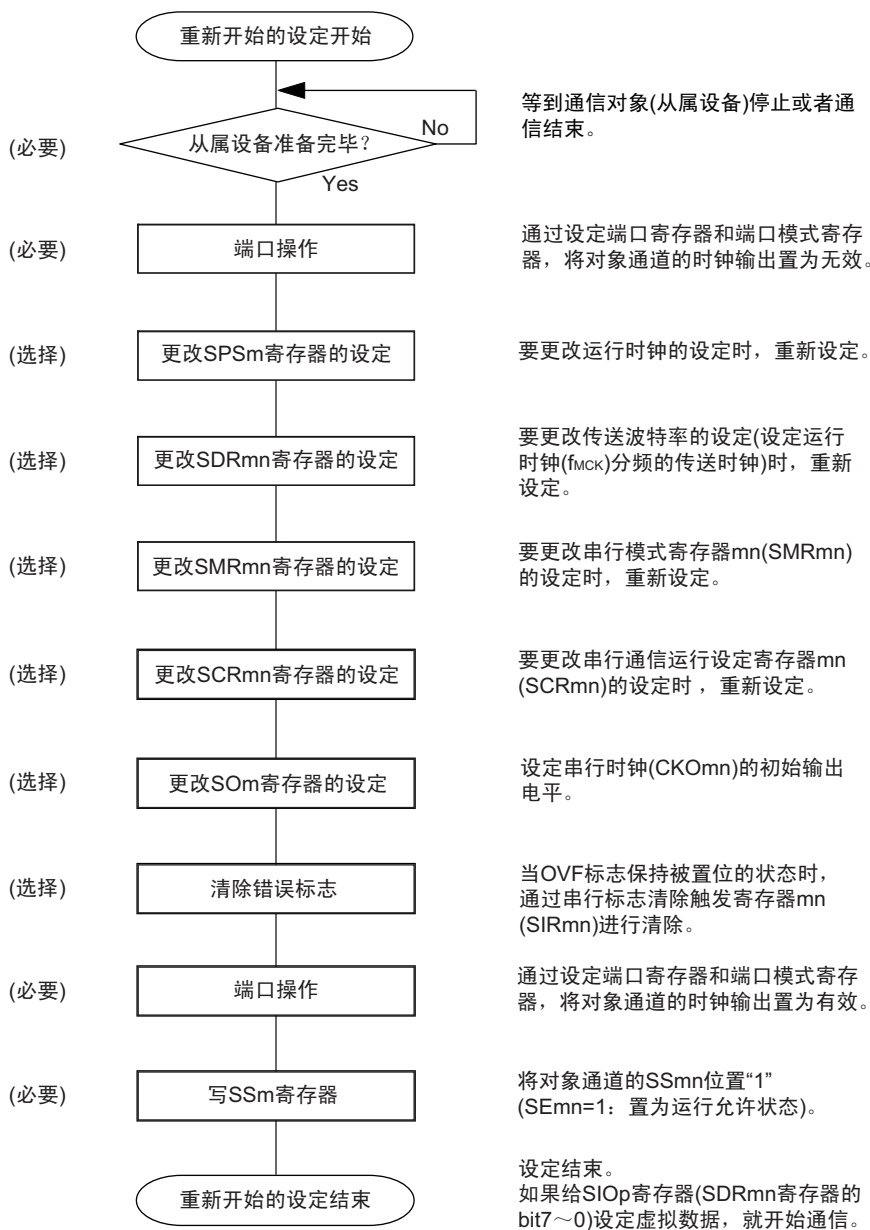 重新开始的设定开始
(必要)
从属设备准备完毕？
No
Yes
等到通信对象(从属设备)停止或者通
信结束。
(必要)
端口操作
通过设定端口寄存器和端口模式寄存
器，将对象通道的时钟输出置为无效。
(选择)
更改SPSm寄存器的设定
要更改运行时钟的设定时，重新设定。
(选择)
更改SDRmn寄存器的设定
要更改传送波特率的设定(设定运行
时钟(fMCK)分频的传送时钟)时，重新
设定。
(选择)
更改SMRmn寄存器的设定
要更改串行模式寄存器mn(SMRmn)
的设定时，重新设定。
(选择)
更改SCRmn寄存器的设定
要更改串行通信运行设定寄存器mn
(SCRmn)的设定时，重新设定。
(选择)
更改SOm寄存器的设定
设定串行时钟(CKOmn)的初始输出
电平。
(选择)
清除错误标志
当OVF标志保持被置位的状态时，
通过串行标志清除触发寄存器mn
(SIRmn)进行清除。
(必要)
端口操作
通过设定端口寄存器和端口模式寄存
器，将对象通道的时钟输出置为有效。
(必要)
写SSm寄存器
将对象通道的SSmn位置“1”
(SEmn=1：置为运行允许状态)。
重新开始的设定结束
设定结束。
如果给SIOp寄存器(SDRmn寄存器的
bit7～0)设定虚拟数据，就开始通信。